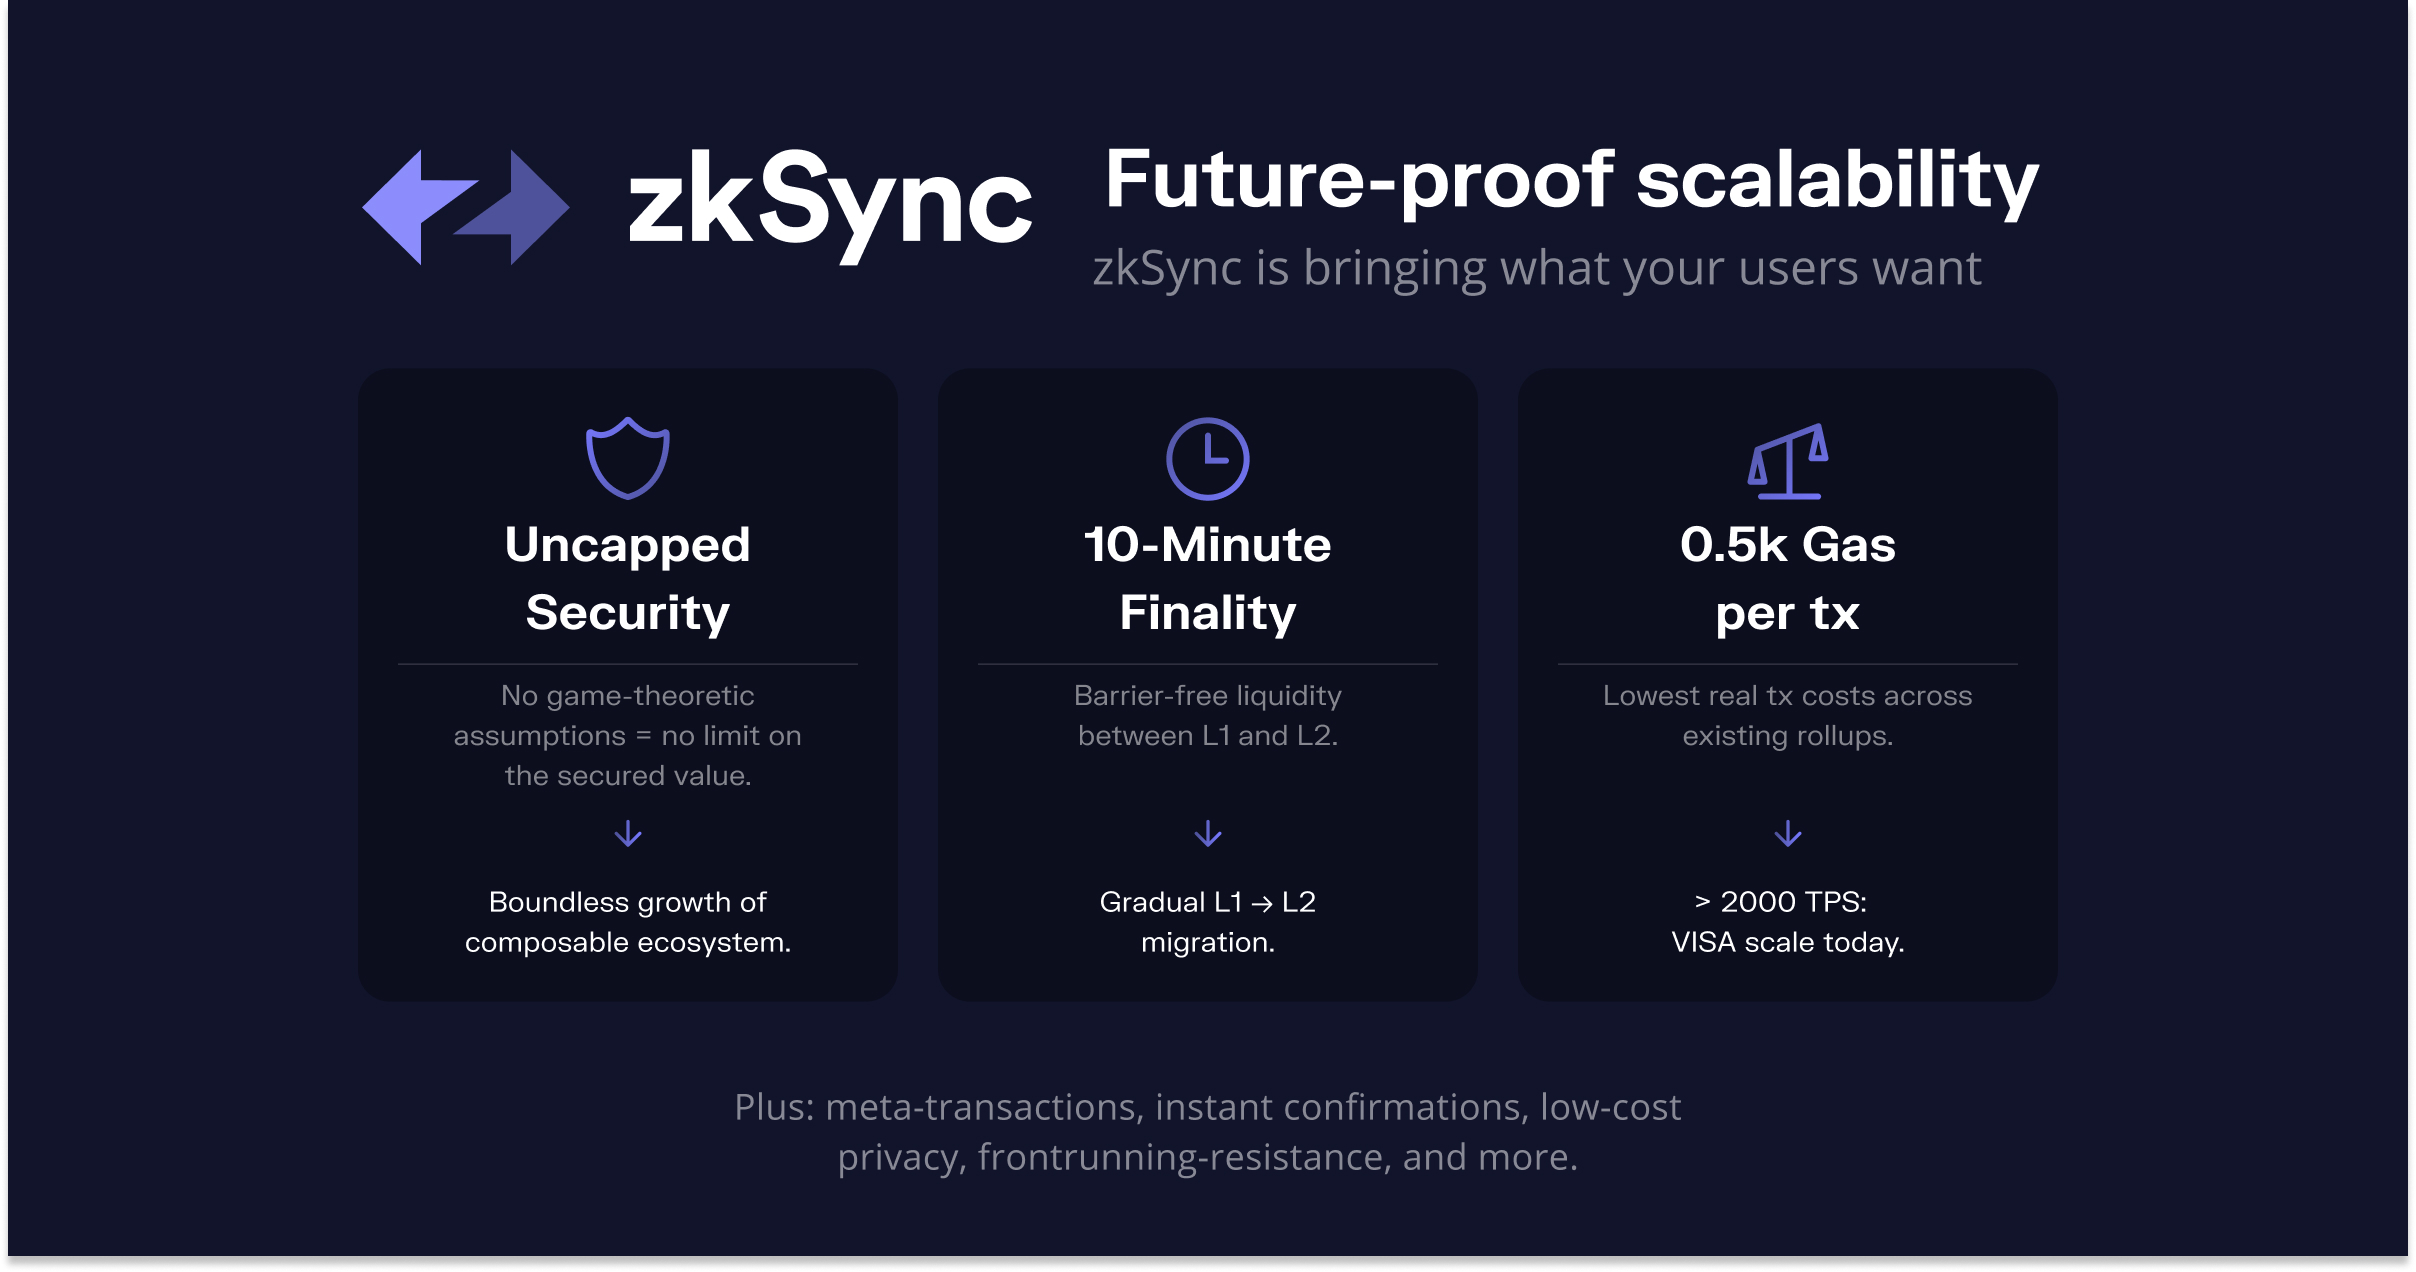 zkSync
Future-proof scalability
zkSync is bringing what your users want
Uncapped
Security
No game-theoretic
assumptions = no limit on
the secured value.
Boundless growth of
composable ecosystem.
10-Minute
Finality
Barrier-free liquidity
between L1 and L2.
Gradual L1 → L2
migration.
0.5k Gas
per tx
Lowest real tx costs across
existing rollups.
> 2000 TPS:
VISA scale today.
Plus: meta-transactions, instant confirmations, low-cost
privacy, frontrunning-resistance, and more.